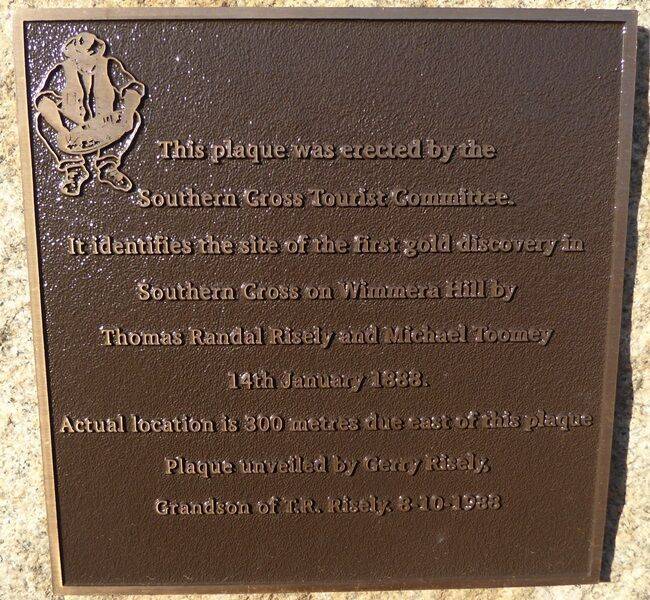 This plaque was erected by the
Southern Cross Tourist Committee.
It identifies the site of the first gold discovery in
Southern Cross on Wimmera Hill by
Thomas Randal Risely and Michael Toomey
14th January 1888.
Actual location is 300 metres due east of this plaque
Plaque unveiled by Gerry Risely,
Grandson of T.R. Risely. 8-10-1988